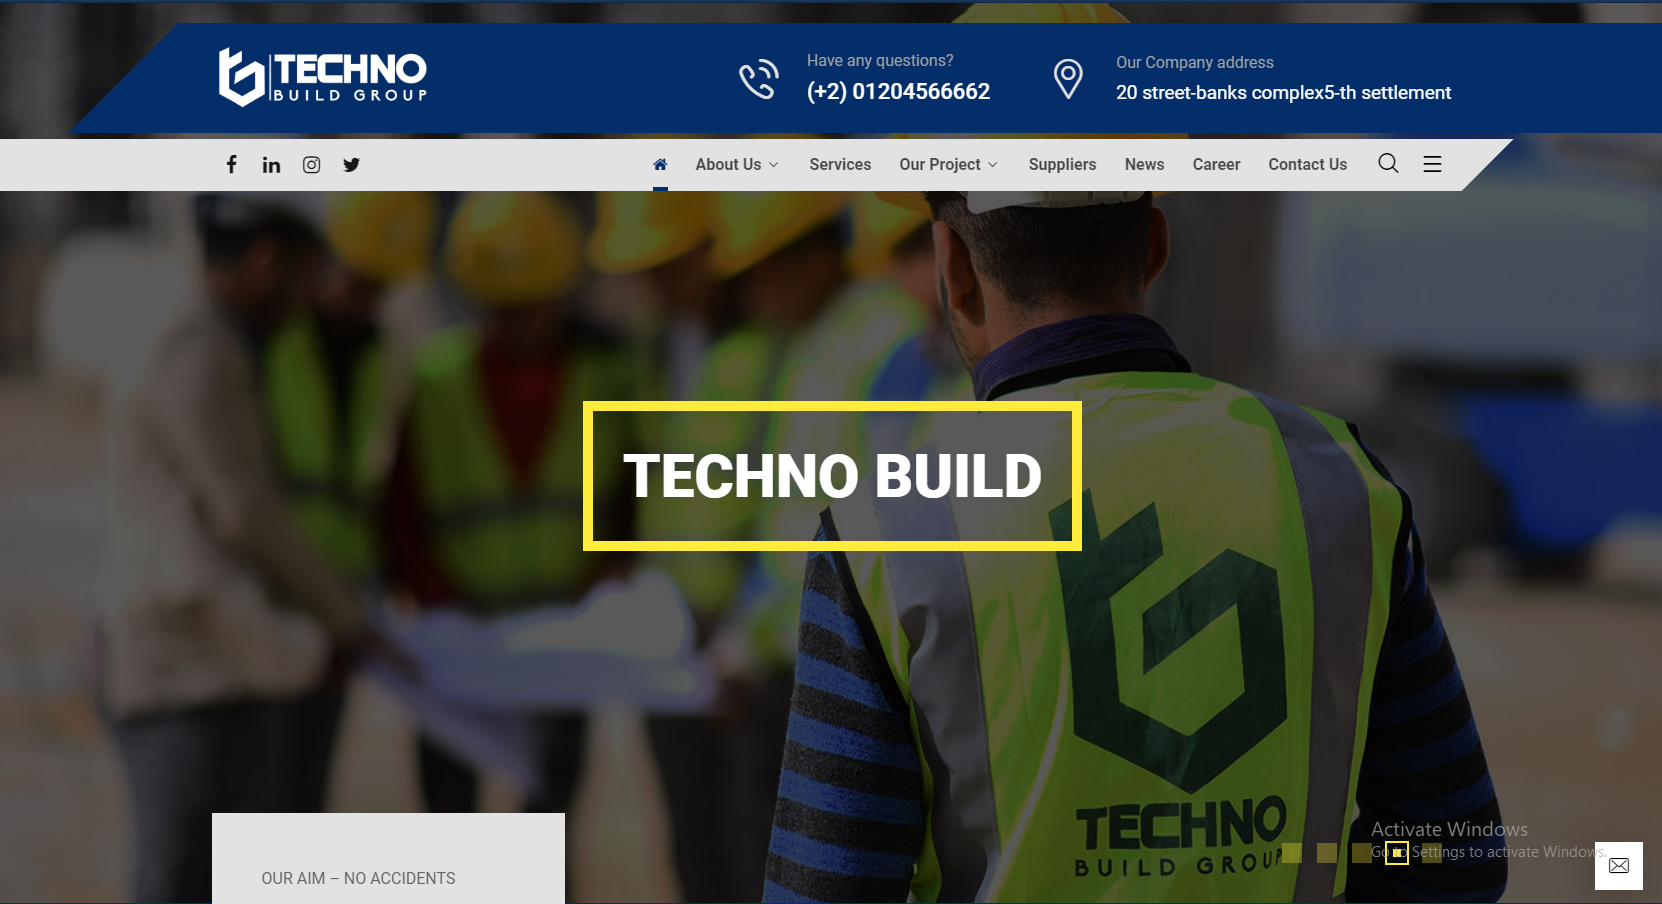 TECHNO
BUILD GROUP
Have any questions?
(+2) 01204566662
Our Company address
20 street-banks complex5-th settlement
About Us
Services
Our Project
Suppliers
News
Career
Contact Us
TECHNO BUILD
TECHNO
BUILD GROUP
Activate Windows
Go to Settings to activate Windows.
OUR AIM – NO ACCIDENTS